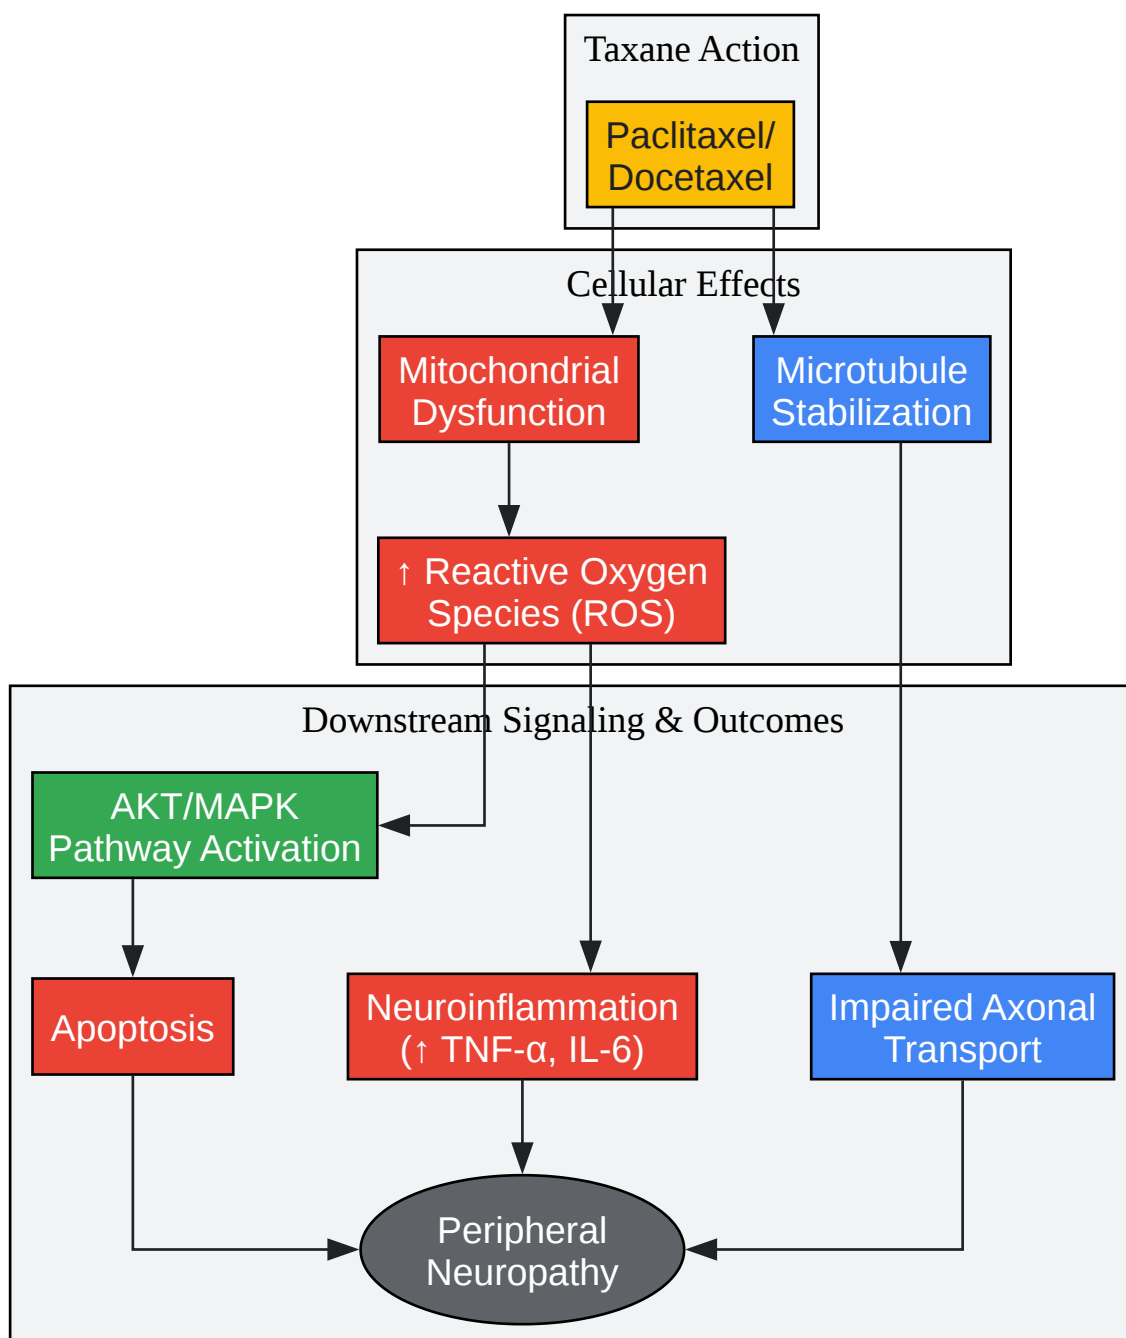 Taxane Action
Paclitaxel/
Docetaxel
Cellular Effects
Mitochondrial
Dysfunction
Microtubule
Stabilization
↑ Reactive Oxygen
Species (ROS)
Downstream Signaling & Outcomes
AKT/MAPK
Pathway Activation
Apoptosis
Neuroinflammation
(↑ TNF-α, IL-6)
Impaired Axonal
Transport
Peripheral
Neuropathy